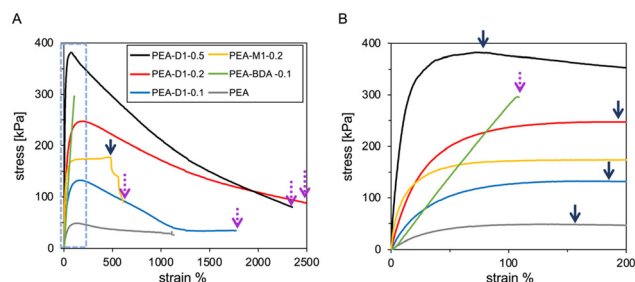 A
B
400
300
200
100
0
stress [kPa]
PEA-D1-0.5
PEA-M1-0.2
PEA-D1-0.2
PEA-BDA -0.1
PEA-D1-0.1
PEA
0
500
1000
1500
2000
2500
strain %
400
300
200
100
0
stress [kPa]
0
50
100
150
200
strain %